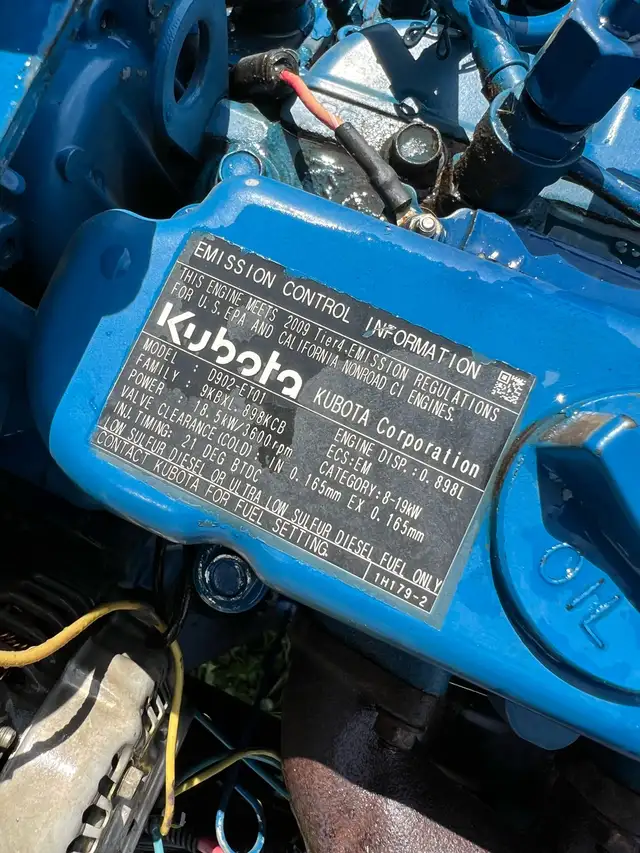 EMISSION CONTROL INFORMATION
THIS ENGINE MEETS 2009 Tier4 EMISSION REGULATIONS
FOR U.S. EPA AND CALIFORNIA NONROAD CI ENGINES.
Kubota KUBOTA Corporation
MODEL : D902-E701 ENGINE DISP.:0.898L
FAMILY : 9KBXL.898KCB ECS:EM
POWER : 18.5kW/3600rpm CATEGORY:8-19kW
VALVE CLEARANCE(COLD) : IN 0.165mm EX 0.165mm
INJ. TIMING: 21 DEG BTDC
LOW SULFUR DIESEL OR ULTRA LOW SULFUR DIESEL FUEL ONLY
CONTACT KUBOTA FOR FUEL SETTING.
1H179-2
OIL